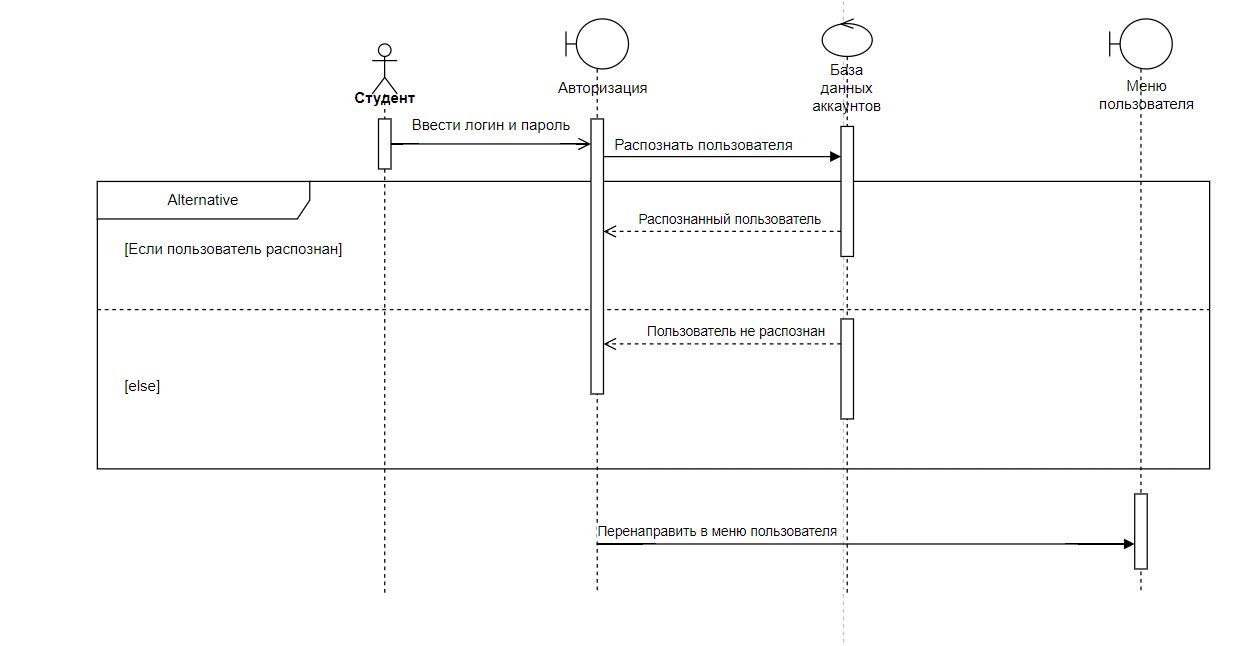 Студент
Авторизация
База
данных
аккаунтов
Меню
пользователя
Ввести логин и пароль
Распознать пользователя
Alternative
Распознанный пользователь
[Если пользователь распознан]
Пользователь не распознан
[else]
Перенаправить в меню пользователя